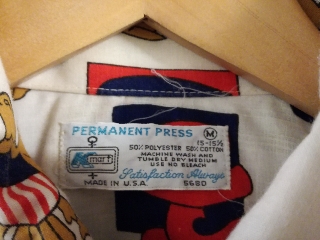 PERMANENT PRESS M
15-15½
50% POLYESTER 50% COTTON
MACHINE WASH AND
TUMBLE DRY MEDIUM
USE NO BLEACH
Kmart
Satisfaction Always
MADE IN U.S.A. 5680